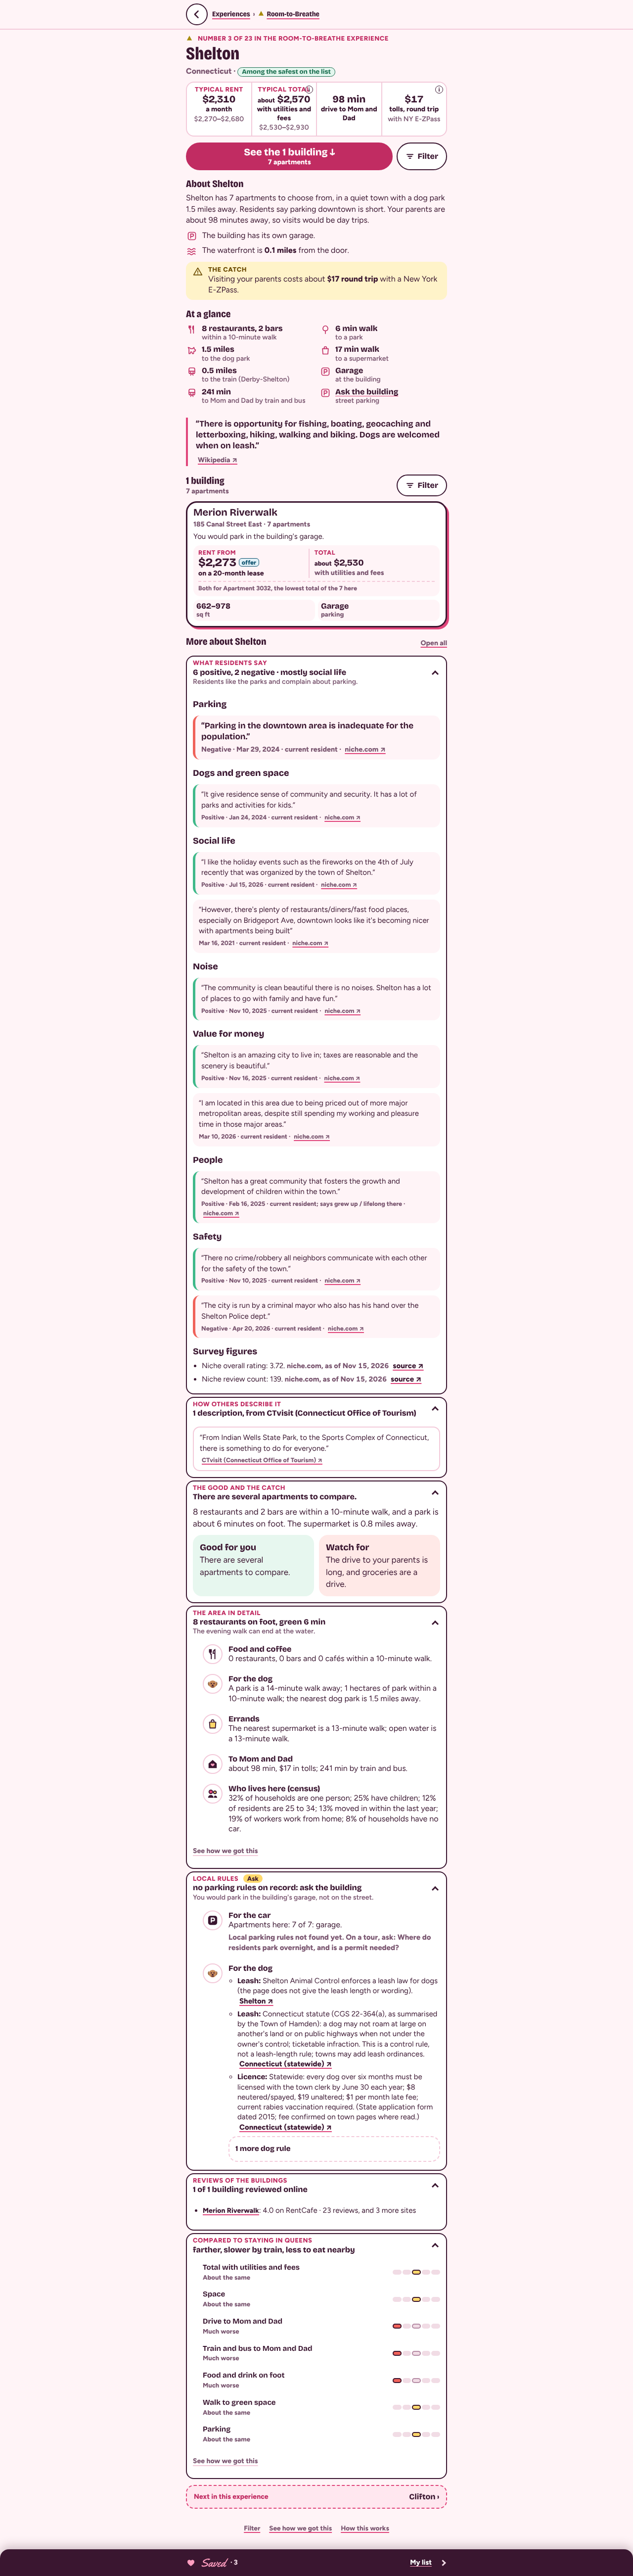 Experiences › Room-to-Breathe
NUMBER 3 OF 23 IN THE ROOM-TO-BREATHE EXPERIENCE
Shelton
Connecticut · Among the safest on the list
TYPICAL RENT
$2,310
a month
$2,270–$2,680
TYPICAL TOTAL
about $2,570
with utilities and
fees
$2,530–$2,930
98 min
drive to Mom and
Dad
$17
tolls, round trip
with NY E-ZPass
See the 1 building ↓
7 apartments
Filter
About Shelton
Shelton has 7 apartments to choose from, in a quiet town with a dog park
1.5 miles away. Residents say parking downtown is short. Your parents are
about 98 minutes away, so visits would be day trips.
The building has its own garage.
The waterfront is 0.1 miles from the door.
THE CATCH
Visiting your parents costs about $17 round trip with a New York
E-ZPass.
At a glance
8 restaurants, 2 bars
within a 10-minute walk
6 min walk
to a park
1.5 miles
to the dog park
17 min walk
to a supermarket
0.5 miles
to the train (Derby-Shelton)
Garage
at the building
241 min
to Mom and Dad by train and bus
Ask the building
street parking
"There is opportunity for fishing, boating, geocaching and
letterboxing, hiking, walking and biking. Dogs are welcomed
when on leash."
Wikipedia ↗
1 building
7 apartments
Filter
Merion Riverwalk
185 Canal Street East · 7 apartments
You would park in the building's garage.
RENT FROM
$2,273 offer
on a 20-month lease
TOTAL
about $2,530
with utilities and fees
Both for Apartment 3032, the lowest total of the 7 here
662–978
sq ft
Garage
parking
More about Shelton
Open all
WHAT RESIDENTS SAY
6 positive, 2 negative · mostly social life
Residents like the parks and complain about parking.
Parking
"Parking in the downtown area is inadequate for the
population."
Negative · Mar 29, 2024 · current resident · niche.com ↗
Dogs and green space
"It give residence sense of community and security. It has a lot of
parks and activities for kids."
Positive · Jan 24, 2024 · current resident · niche.com ↗
Social life
"I like the holiday events such as the fireworks on the 4th of July
recently that was organized by the town of Shelton."
Positive · Jul 15, 2026 · current resident · niche.com ↗
"However, there's plenty of restaurants/diners/fast food places,
especially on Bridgeport Ave, downtown looks like it's becoming nicer
with apartments being built"
Mar 16, 2021 · current resident · niche.com ↗
Noise
"The community is clean beautiful there is no noises. Shelton has a lot
of places to go with family and have fun."
Positive · Nov 10, 2025 · current resident · niche.com ↗
Value for money
"Shelton is an amazing city to live in; taxes are reasonable and the
scenery is beautiful."
Positive · Nov 16, 2025 · current resident · niche.com ↗
"I am located in this area due to being priced out of more major
metropolitan areas, despite still spending my working and pleasure
time in those major areas."
Mar 10, 2026 · current resident · niche.com ↗
People
"Shelton has a great community that fosters the growth and
development of children within the town."
Positive · Feb 16, 2025 · current resident; says grew up / lifelong there ·
niche.com ↗
Safety
"There no crime/robbery all neighbors communicate with each other
for the safety of the town."
Positive · Nov 10, 2025 · current resident · niche.com ↗
"The city is run by a criminal mayor who also has his hand over the
Shelton Police dept."
Negative · Apr 20, 2026 · current resident · niche.com ↗
Survey figures
• Niche overall rating: 3.72. niche.com, as of Nov 15, 2026 source ↗
• Niche review count: 139. niche.com, as of Nov 15, 2026 source ↗
HOW OTHERS DESCRIBE IT
1 description, from CTvisit (Connecticut Office of Tourism)
"From Indian Wells State Park, to the Sports Complex of Connecticut,
there is something to do for everyone."
CTvisit (Connecticut Office of Tourism) ↗
THE GOOD AND THE CATCH
There are several apartments to compare.
8 restaurants and 2 bars are within a 10-minute walk, and a park is
about 6 minutes on foot. The supermarket is 0.8 miles away.
Good for you
There are several
apartments to compare.
Watch for
The drive to your parents is
long, and groceries are a
drive.
THE AREA IN DETAIL
8 restaurants on foot, green 6 min
The evening walk can end at the water.
Food and coffee
0 restaurants, 0 bars and 0 cafés within a 10-minute walk.
For the dog
A park is a 14-minute walk away; 1 hectares of park within a
10-minute walk; the nearest dog park is 1.5 miles away.
Errands
The nearest supermarket is a 13-minute walk; open water is
a 13-minute walk.
To Mom and Dad
about 98 min, $17 in tolls; 241 min by train and bus.
Who lives here (census)
32% of households are one person; 25% have children; 12%
of residents are 25 to 34; 13% moved in within the last year;
19% of workers work from home; 8% of households have no
car.
See how we got this
LOCAL RULES Ask
no parking rules on record: ask the building
You would park in the building's garage, not on the street.
For the car
Apartments here: 7 of 7: garage.
Local parking rules not found yet. On a tour, ask: Where do
residents park overnight, and is a permit needed?
For the dog
Leash: Shelton Animal Control enforces a leash law for dogs
(the page does not give the leash length or wording).
Shelton ↗
Leash: Connecticut statute (CGS 22-364(a), as summarised
by the Town of Hamden): a dog may not roam at large on
another's land or on public highways when not under the
owner's control; ticketable infraction. This is a control rule,
not a leash-length rule; towns may add leash ordinances.
Connecticut (statewide) ↗
Licence: Statewide: every dog over six months must be
licensed with the town clerk by June 30 each year; $8
neutered/spayed, $19 unaltered; $1 per month late fee;
current rabies vaccination required. (State application form
dated 2015; fee confirmed on town pages where read.)
Connecticut (statewide) ↗
1 more dog rule
REVIEWS OF THE BUILDINGS
1 of 1 building reviewed online
• Merion Riverwalk: 4.0 on RentCafe · 23 reviews, and 3 more sites
COMPARED TO STAYING IN QUEENS
farther, slower by train, less to eat nearby
Total with utilities and fees
About the same
Space
About the same
Drive to Mom and Dad
Much worse
Train and bus to Mom and Dad
Much worse
Food and drink on foot
Much worse
Walk to green space
About the same
Parking
About the same
See how we got this
Next in this experience
Clifton ›
Filter See how we got this How this works
Saved · 3
My list